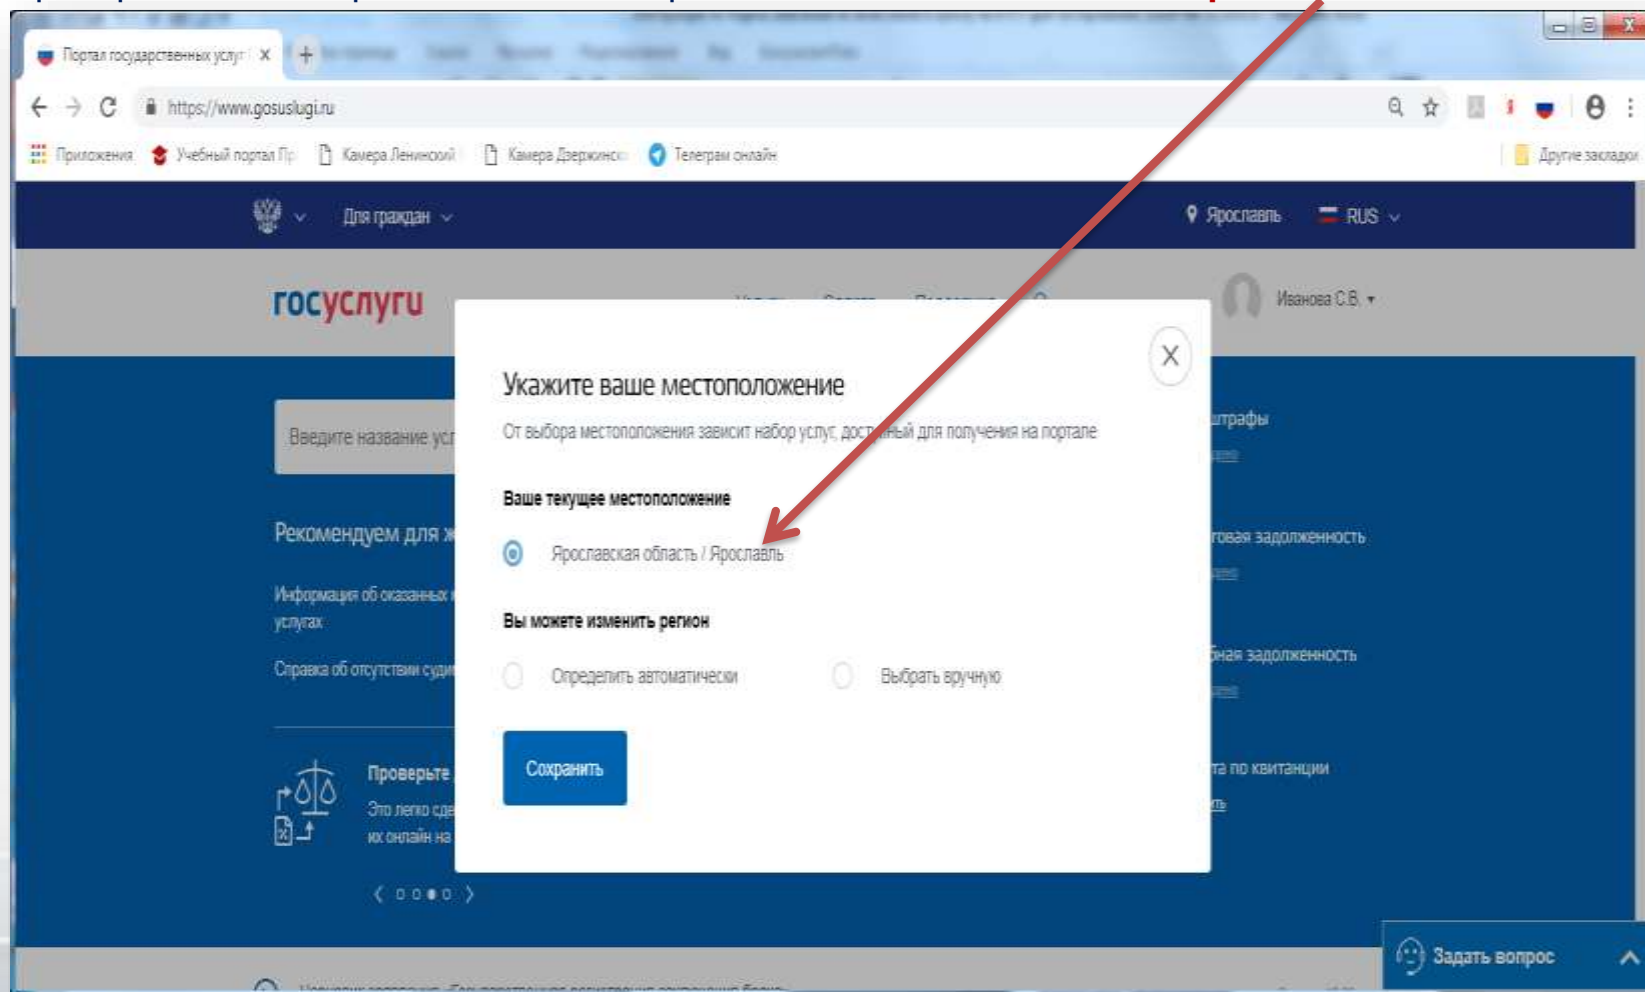 Портал государственных услуг
https://www.gosuslugi.ru
Приложения Учебный портал Пр Камера Ленинский Камера Дзержинск Телеграм онлайн Другие закладки
Для граждан Ярославль RUS
госуслуги Иванова С.В.
Укажите ваше местоположение
От выбора местоположения зависит набор услуг, доступный для получения на портале
Введите название усл
штрафы
Ваше текущее местоположение
Рекомендуем для ж
Ярославская область / Ярославль
говая задолженность
Информация об оказанных
услугах
Вы можете изменить регион
Справка об отсутствии суди
Определить автоматически Выбрать вручную
ная задолженность
Сохранить
Проверьте
Это легко сде
их онлайн на
та по квитанции
ть
Задать вопрос